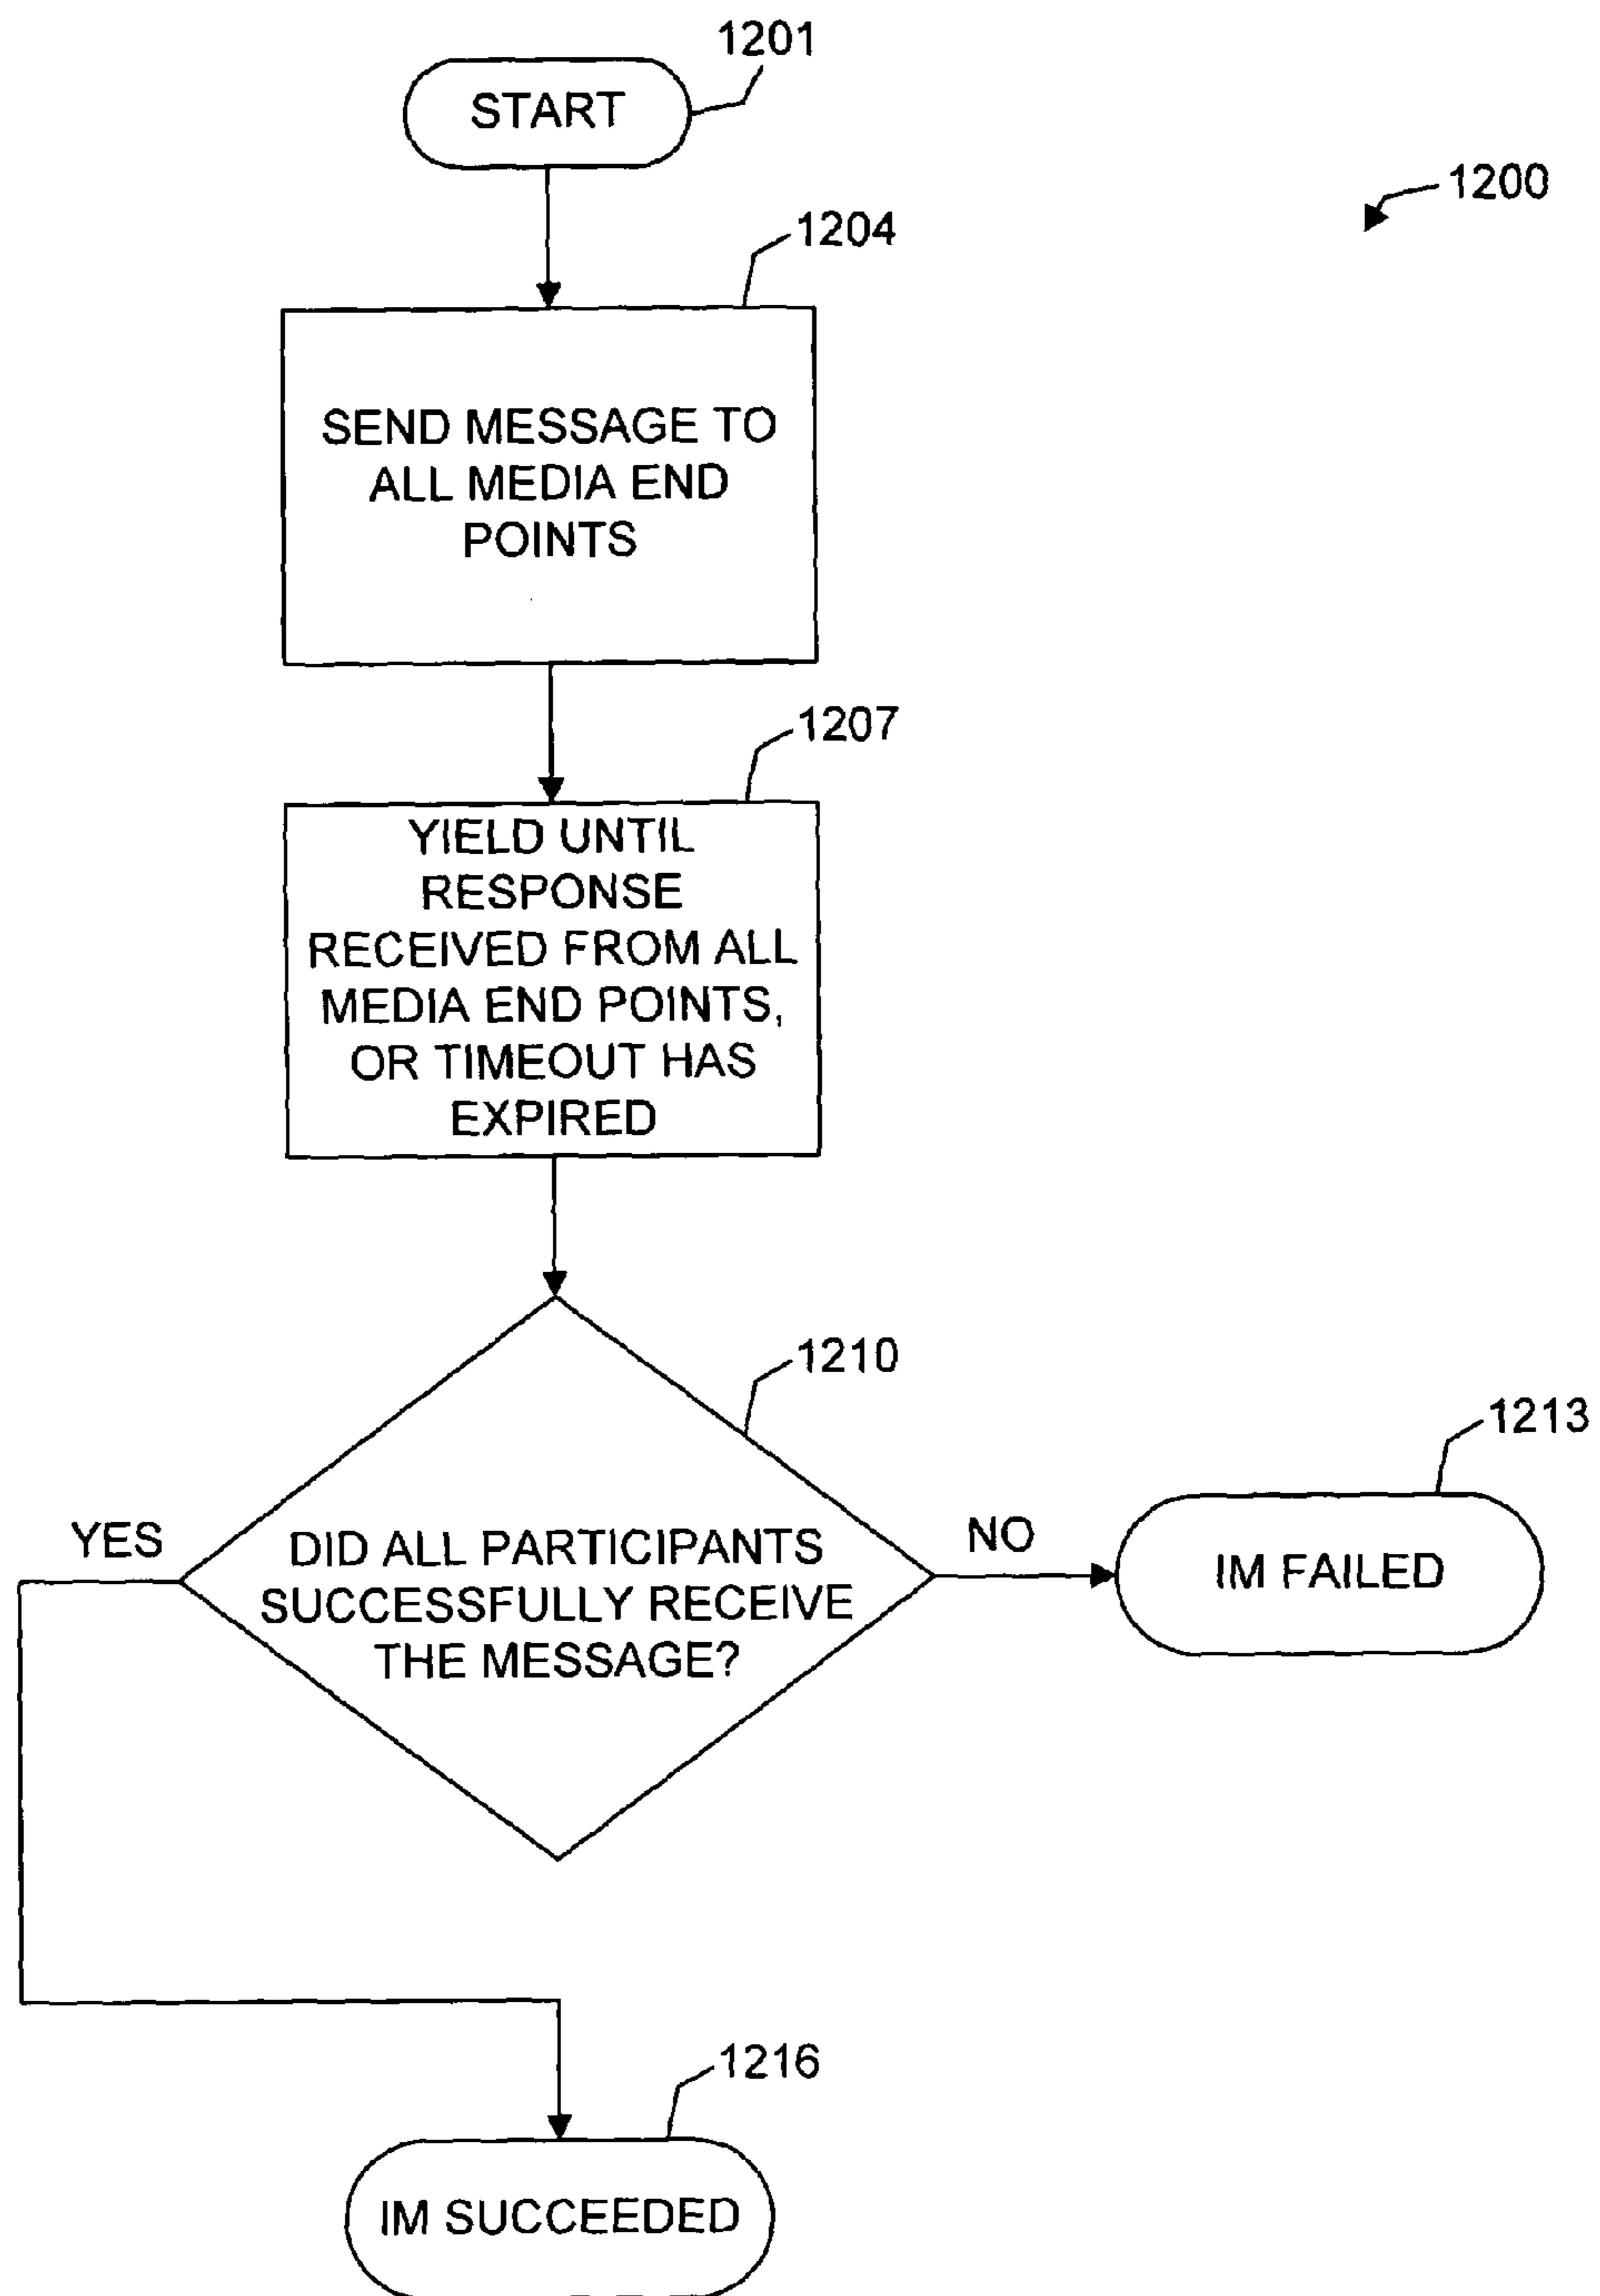 1201
START
1200
1204
SEND MESSAGE TO
ALL MEDIA END
POINTS
1207
YIELD UNTIL
RESPONSE
RECEIVED FROM ALL
MEDIA END POINTS,
OR TIMEOUT HAS
EXPIRED
1210
1213
YES
DID ALL PARTICIPANTS
SUCCESSFULLY RECEIVE
THE MESSAGE?
NO
IM FAILED
1216
IM SUCCEEDED